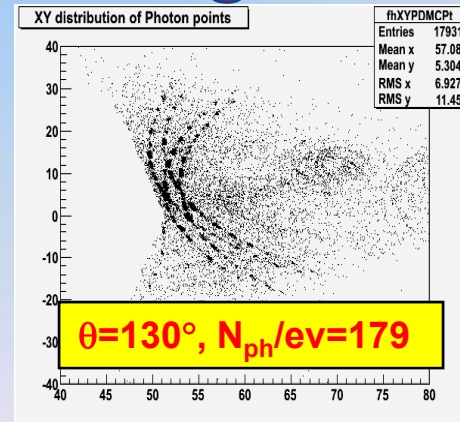 XY distribution of Photon points
fhXYPDMCPt
Entries 17931
Mean x 57.08
Mean y 5.304
RMS x 6.927
RMS y 11.45
40
30
20
10
0
-10
-20
-30
-40
θ=130°, Nph/ev=179
40 45 50 55 60 65 70 75 80